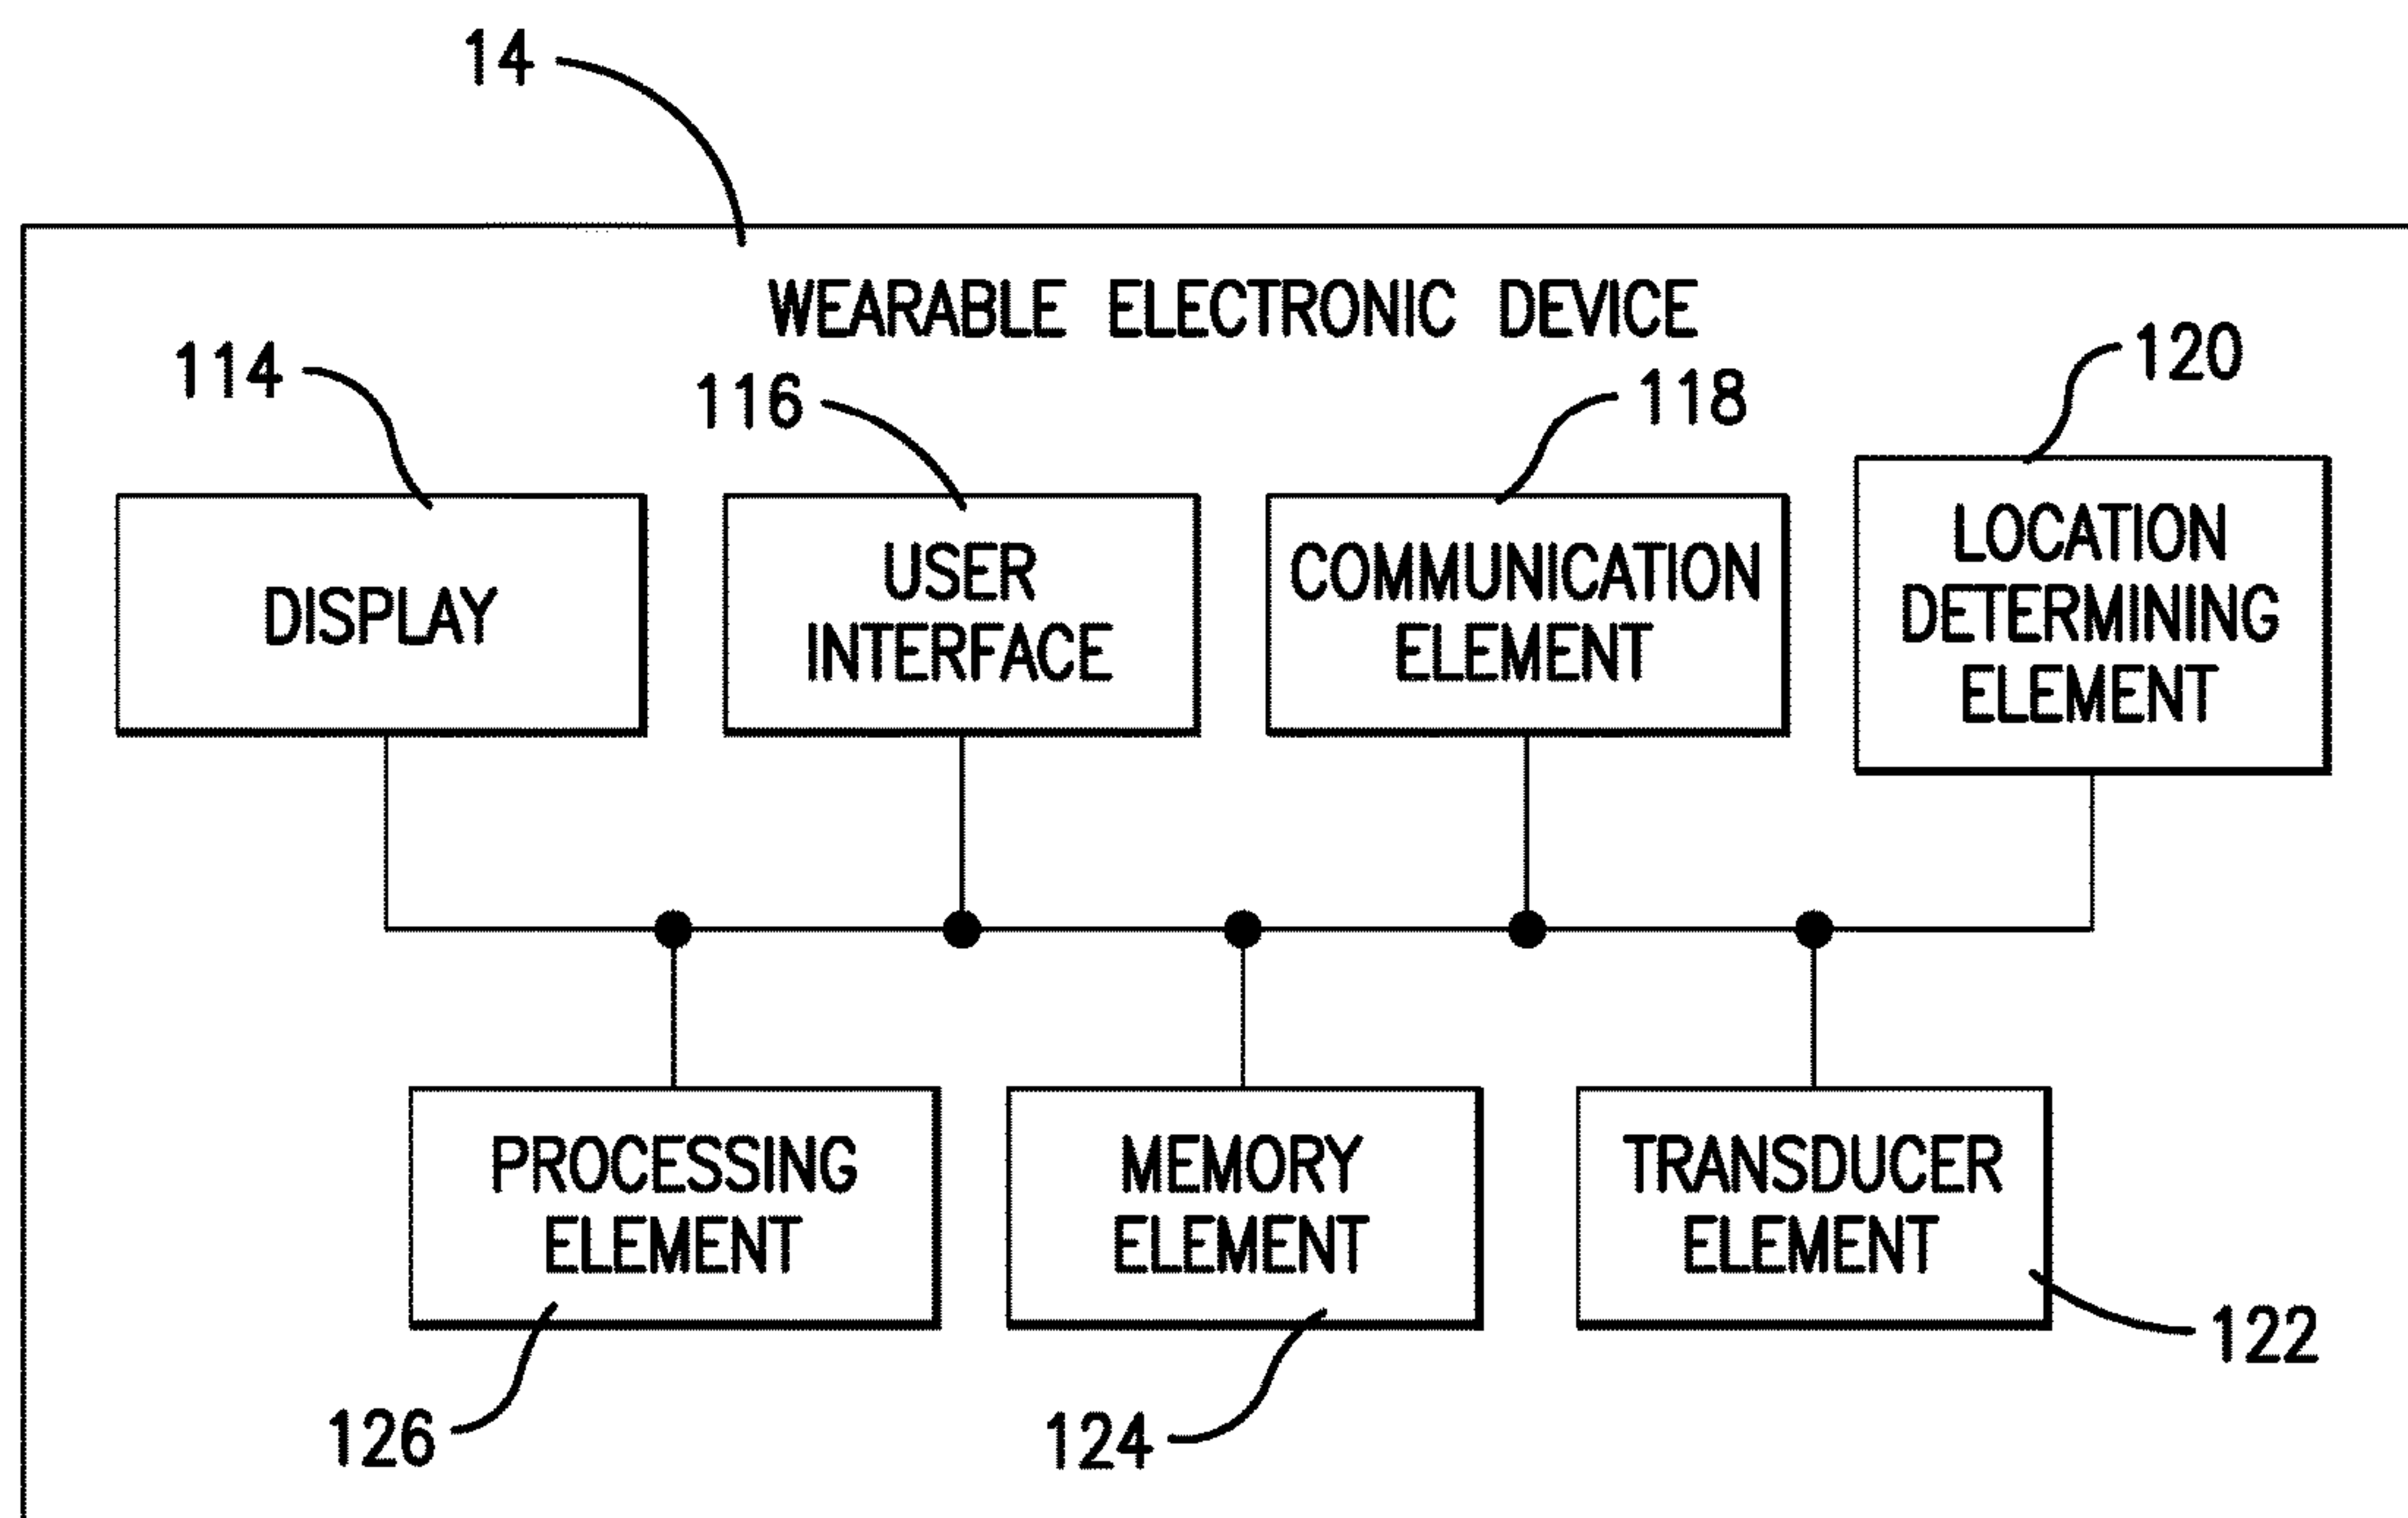 14
WEARABLE ELECTRONIC DEVICE
114
116
118
120
DISPLAY
USER
INTERFACE
COMMUNICATION
ELEMENT
LOCATION
DETERMINING
ELEMENT
PROCESSING
ELEMENT
MEMORY
ELEMENT
TRANSDUCER
ELEMENT
126
124
122